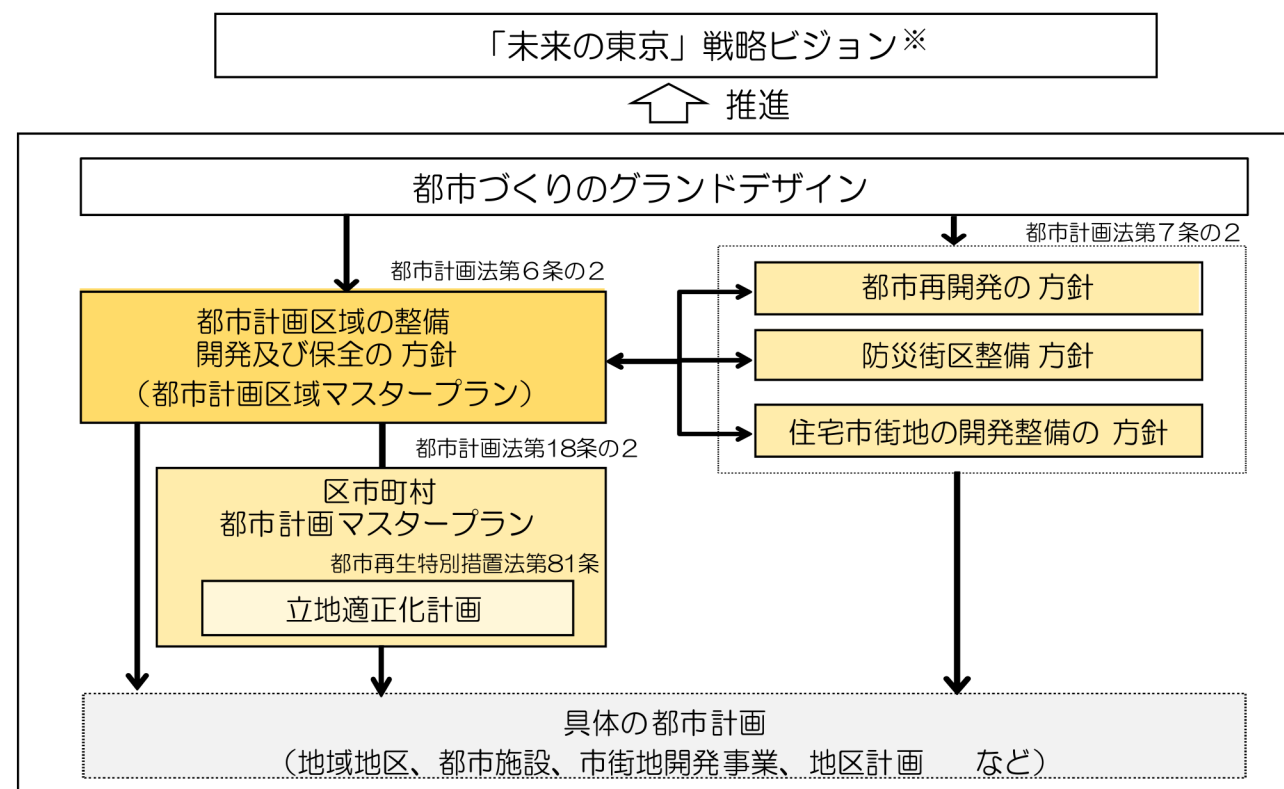 「未来の東京」戦略ビジョン※
推進
都市づくりのグランドデザイン
都市計画法第7条の2
都市計画法第6条の2
都市計画区域の整備
開発及び保全の 方針
（都市計画区域マスタープラン）
都市再開発の 方針
防災街区整備 方針
住宅市街地の開発整備の 方針
都市計画法第18条の2
区市町村
都市計画マスタープラン
都市再生特別措置法第81条
立地適正化計画
具体の都市計画
（地域地区、都市施設、市街地開発事業、地区計画　など）